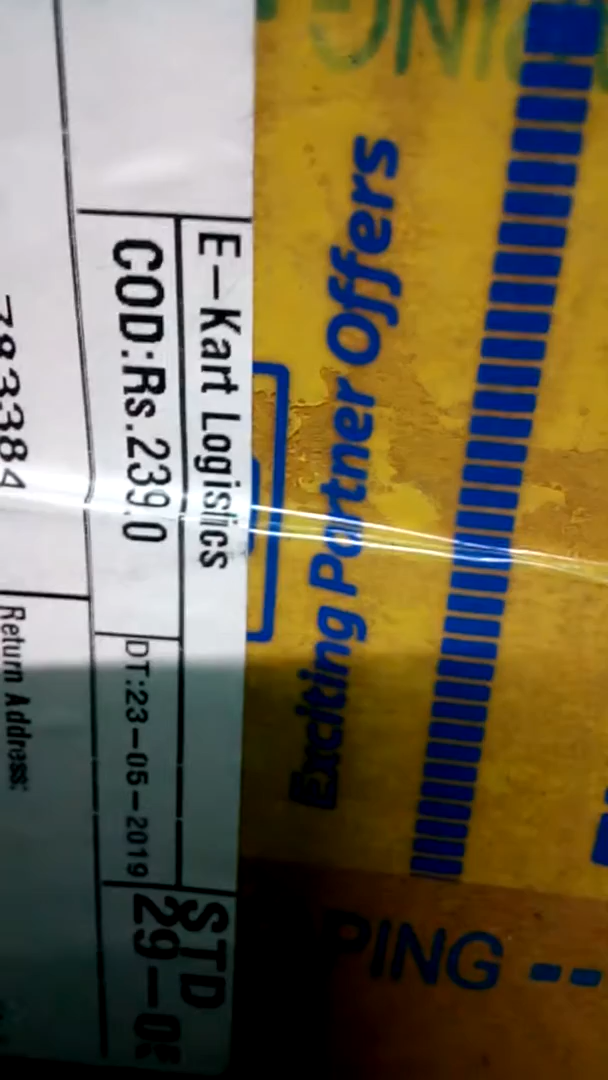 E-Kart Logistics
COD:Rs.239.0
DT:23-05-2019
STD
Return Address:
Exciting Partner Offers
PING --